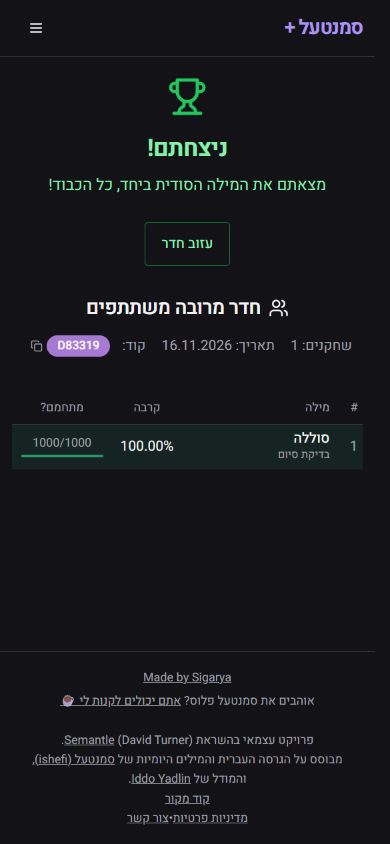 סמנטעל +
ניצחתם!
מצאתם את המילה הסודית ביחד, כל הכבוד!
עזוב חדר
חדר מרובה משתתפים
שחקנים: 1 תאריך: 16.11.2026 קוד: D83319
# מילה קרבה מתחמם?
1 סוללה 100.00% 1000/1000
בדיקת סיום
Made by Sigarya
אוהבים את סמנטעל פלוס? אתם יכולים לקנות לי ☕
פרויקט עצמאי בהשראת Semantle (David Turner).
מבוסס על הגרסה העברית והמילים היומיות של סמנטעל (ishefi),
והמודל של Iddo Yadlin.
קוד מקור
מדיניות פרטיות•צור קשר